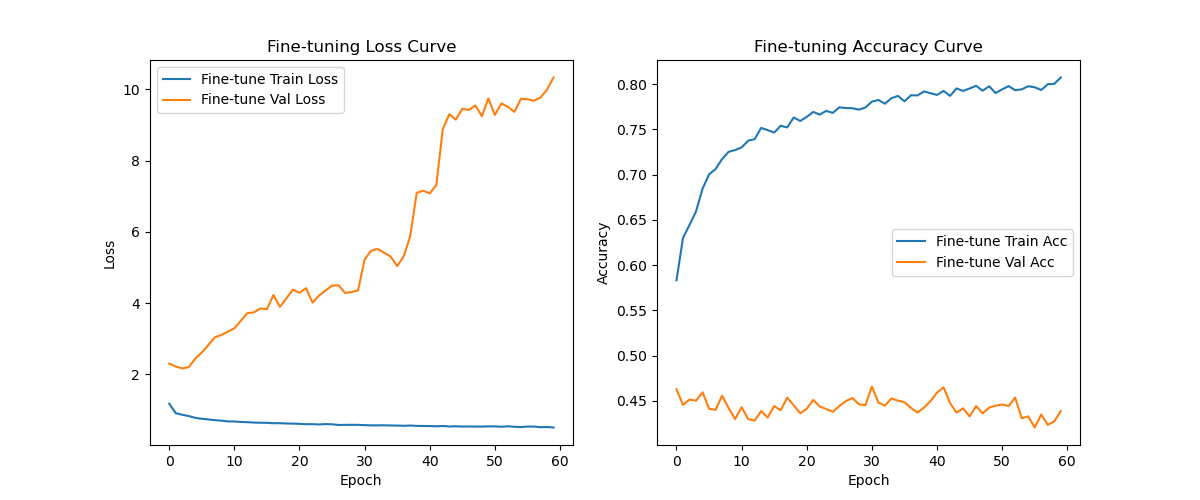 Fine-tuning Loss Curve
Fine-tune Train Loss
Fine-tune Val Loss
10
8
6
4
2
Loss
0 10 20 30 40 50 60
Epoch
Fine-tuning Accuracy Curve
0.80
0.75
0.70
0.65
0.60
0.55
0.50
0.45
Accuracy
Fine-tune Train Acc
Fine-tune Val Acc
0 10 20 30 40 50 60
Epoch